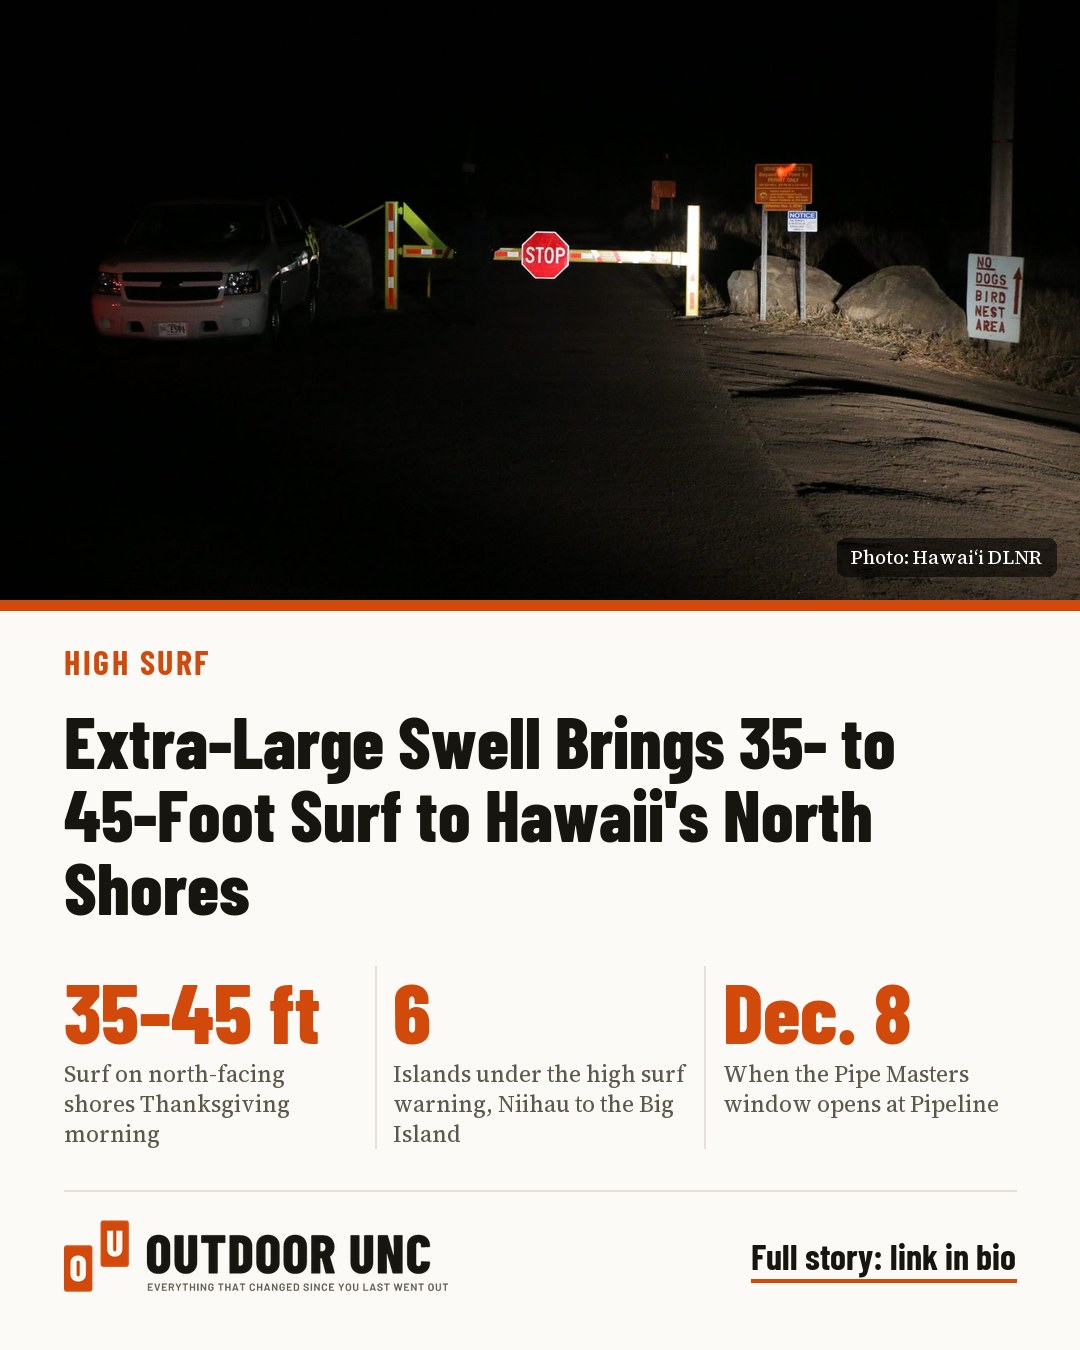 STOP
NOTICE
NO
DOGS
BIRD
NEST
AREA
Photo: Hawaiʻi DLNR
HIGH SURF
Extra-Large Swell Brings 35- to
45-Foot Surf to Hawaii's North
Shores
35–45 ft
Surf on north-facing
shores Thanksgiving
morning
6
Islands under the high surf
warning, Niihau to the Big
Island
Dec. 8
When the Pipe Masters
window opens at Pipeline
OU
OUTDOOR UNC
EVERYTHING THAT CHANGED SINCE YOU LAST WENT OUT
Full story: link in bio